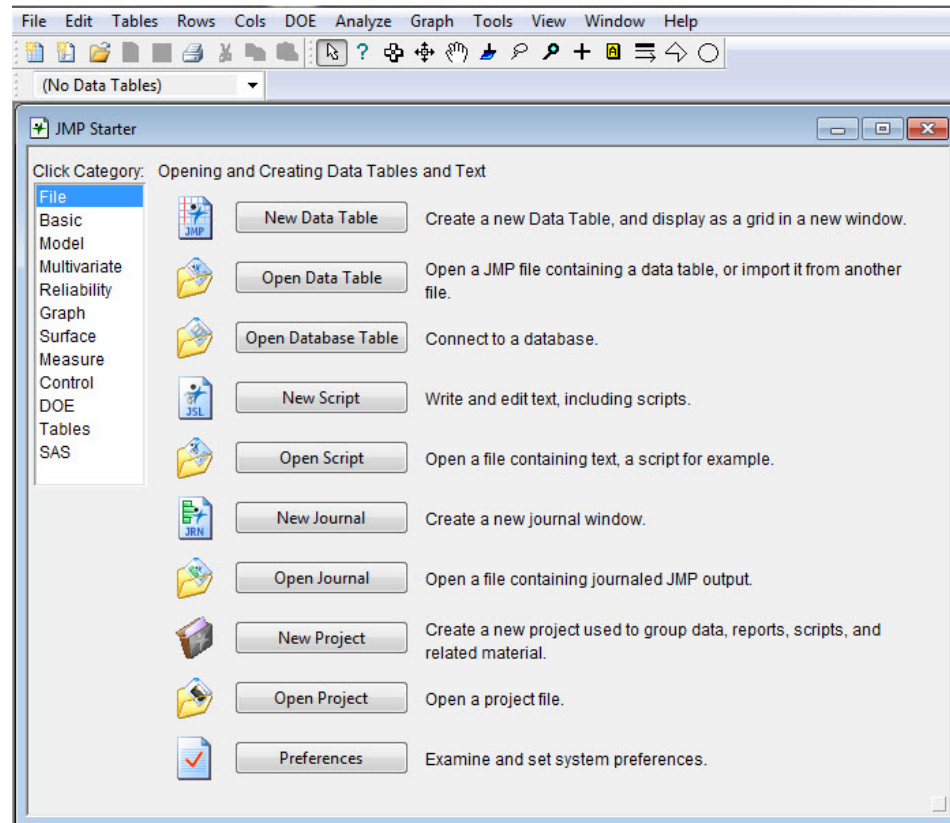 File Edit Tables Rows Cols DOE Analyze Graph Tools View Window Help
?
A
(No Data Tables)
JMP Starter
Click Category: Opening and Creating Data Tables and Text
File
Basic
Model
Multivariate
Reliability
Graph
Surface
Measure
Control
DOE
Tables
SAS
JMP
New Data Table
Create a new Data Table, and display as a grid in a new window.
Open Data Table
Open a JMP file containing a data table, or import it from another
file.
Open Database Table
Connect to a database.
JSL
New Script
Write and edit text, including scripts.
Open Script
Open a file containing text, a script for example.
JRN
New Journal
Create a new journal window.
Open Journal
Open a file containing journaled JMP output.
New Project
Create a new project used to group data, reports, scripts, and
related material.
Open Project
Open a project file.
Preferences
Examine and set system preferences.